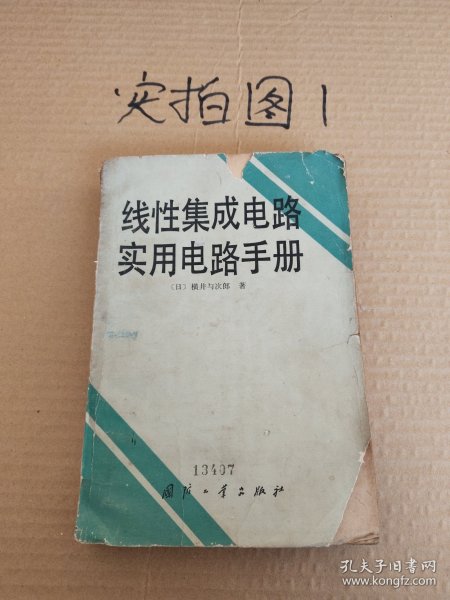 实拍图1
线性集成电路
实用电路手册
〔日〕横井与次郎 著
13407
国防工业出版社
孔夫子旧书网
www.kongfz.com